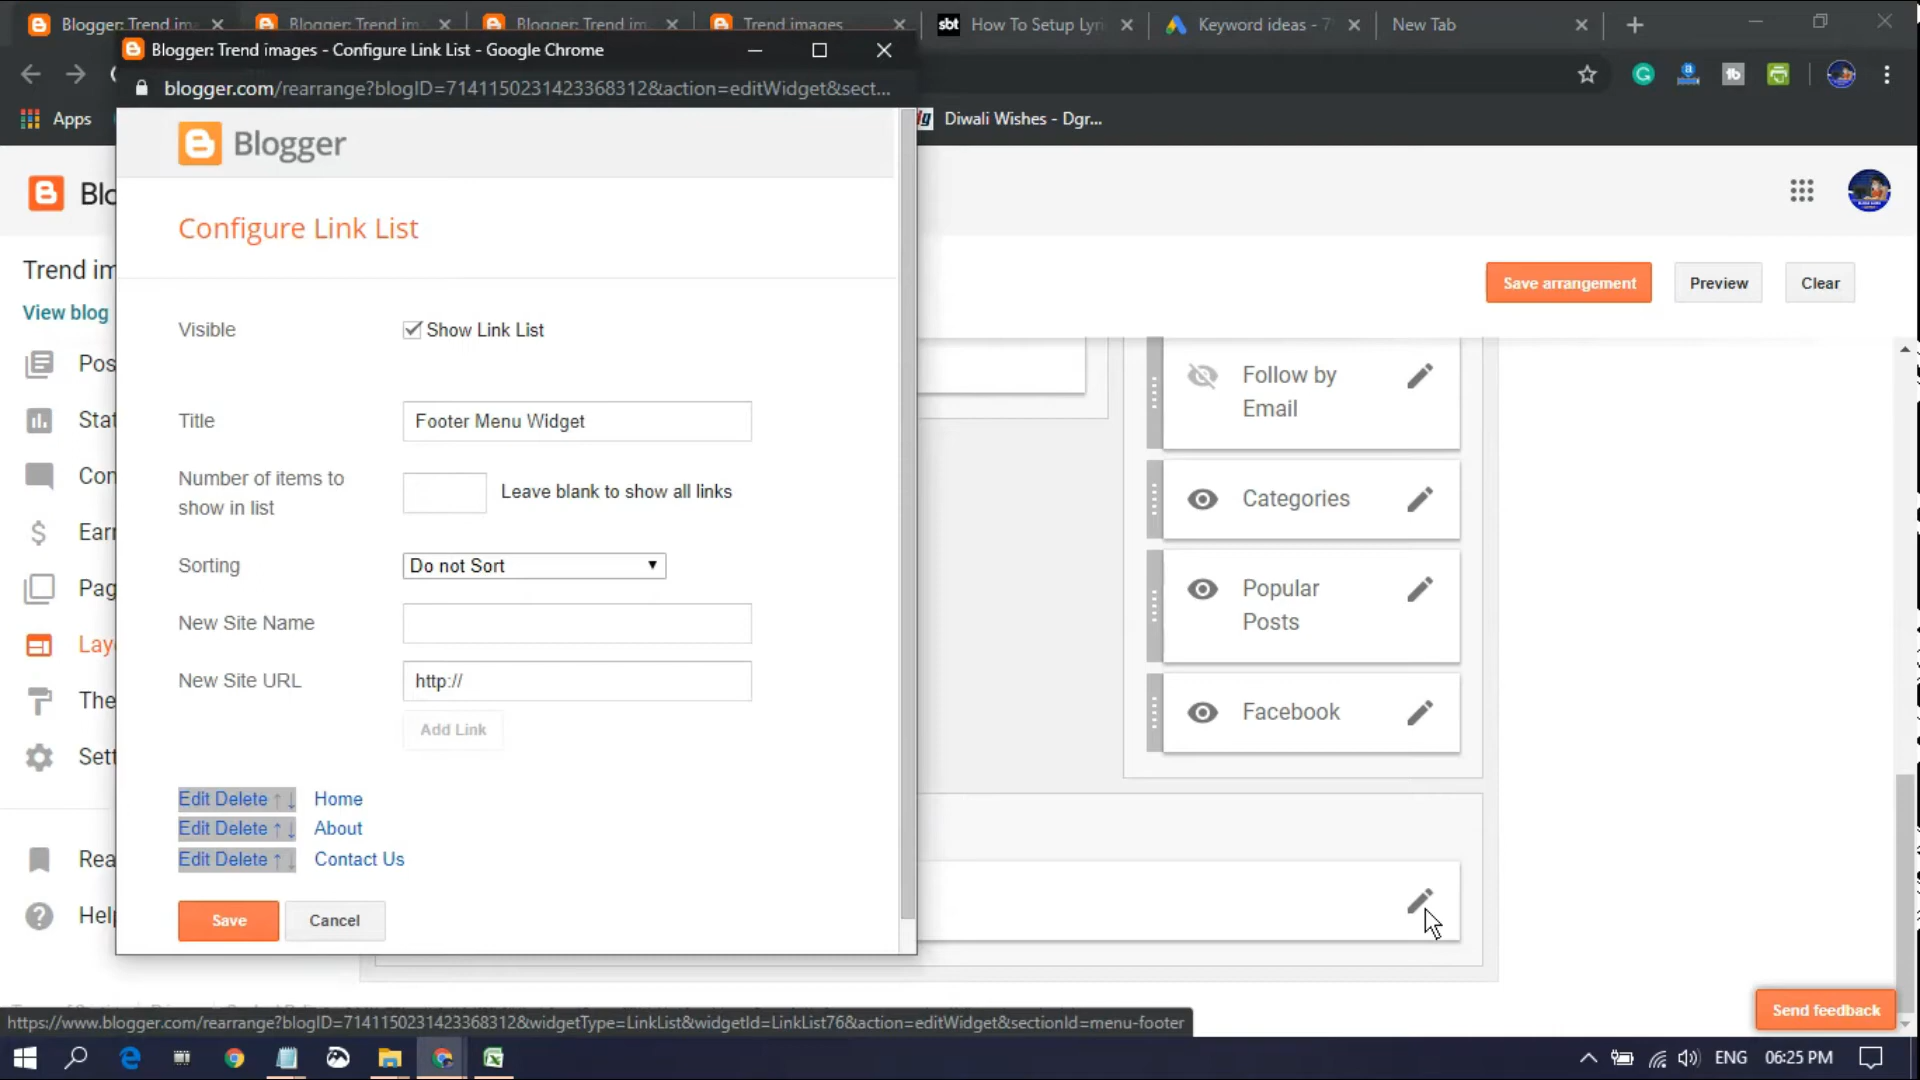 Blogger: Trend ima
Blogger: Trend im
Blogger: Trend im
Trend images
sbt How To Setup Lyri
Keyword ideas - 7
New Tab
Blogger: Trend images - Configure Link List - Google Chrome
blogger.com/rearrange?blogID=7141150231423368312&action=editWidget&sect...
Apps
Diwali Wishes - Dgr...
Blogger
Blo
Configure Link List
Trend im
Save arrangement
Preview
Clear
View blog
Visible
Show Link List
Pos
Follow by
Email
Stat
Title
Footer Menu Widget
Con
Number of items to
show in list
Leave blank to show all links
Categories
Earn
Sorting
Do not Sort
Pag
Popular
Posts
New Site Name
Lay
New Site URL
http://
The
Facebook
Add Link
Sett
Edit Delete ↑ ↓ Home
Edit Delete ↑ ↓ About
Edit Delete ↑ ↓ Contact Us
Rea
Help
Save
Cancel
Send feedback
https://www.blogger.com/rearrange?blogID=7141150231423368312&widgetType=LinkList&widgetId=LinkList76&action=editWidget&sectionId=menu-footer
ENG
06:25 PM